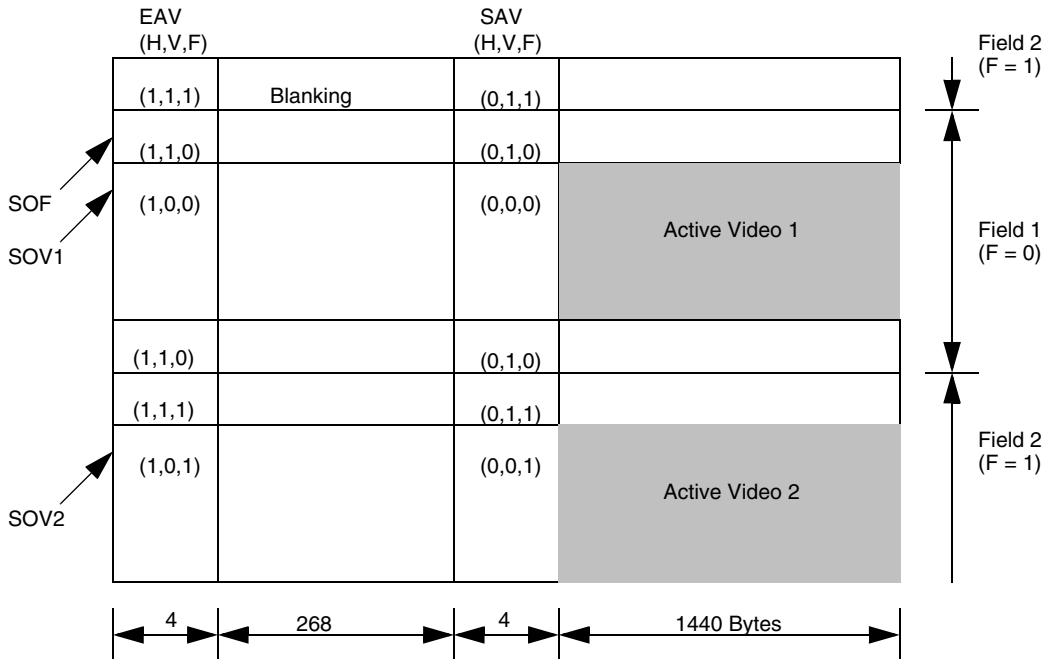 EAV
(H,V,F)
SAV
(H,V,F)
Field 2
(F = 1)
(1,1,1)
Blanking
(0,1,1)
(1,1,0)
(0,1,0)
SOF
(1,0,0)
(0,0,0)
Active Video 1
Field 1
(F = 0)
SOV1
(1,1,0)
(0,1,0)
(1,1,1)
(0,1,1)
Field 2
(F = 1)
(1,0,1)
(0,0,1)
Active Video 2
SOV2
4
268
4
1440 Bytes